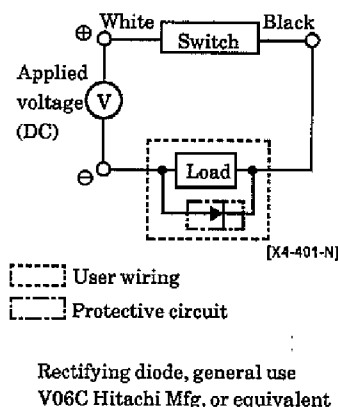 White
Black
⊕
Switch
Applied
voltage
(DC)
V
⊖
Load
[X4-401-N]
User wiring
Protective circuit
Rectifying diode, general use
V06C Hitachi Mfg. or equivalent